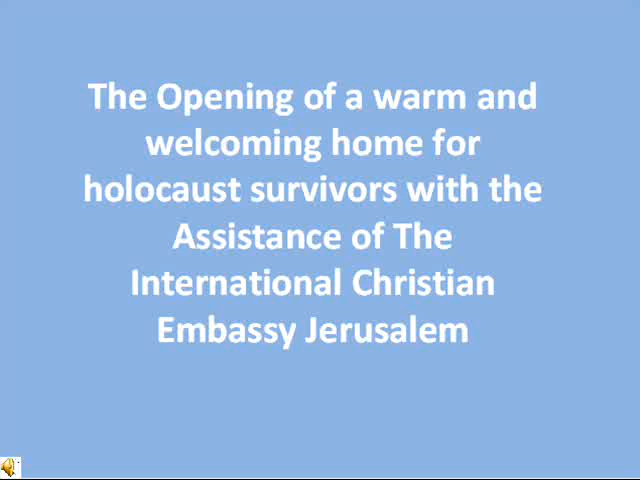 The Opening of a warm and
welcoming home for
holocaust survivors with the
Assistance of The
International Christian
Embassy Jerusalem